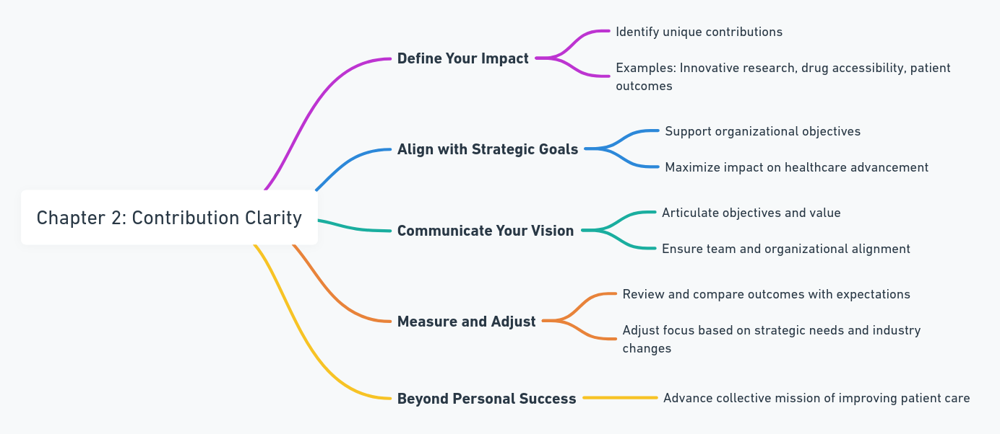 Chapter 2: Contribution Clarity
Define Your Impact
Identify unique contributions
Examples: Innovative research, drug accessibility, patient
outcomes
Align with Strategic Goals
Support organizational objectives
Maximize impact on healthcare advancement
Communicate Your Vision
Articulate objectives and value
Ensure team and organizational alignment
Measure and Adjust
Review and compare outcomes with expectations
Adjust focus based on strategic needs and industry
changes
Beyond Personal Success
Advance collective mission of improving patient care